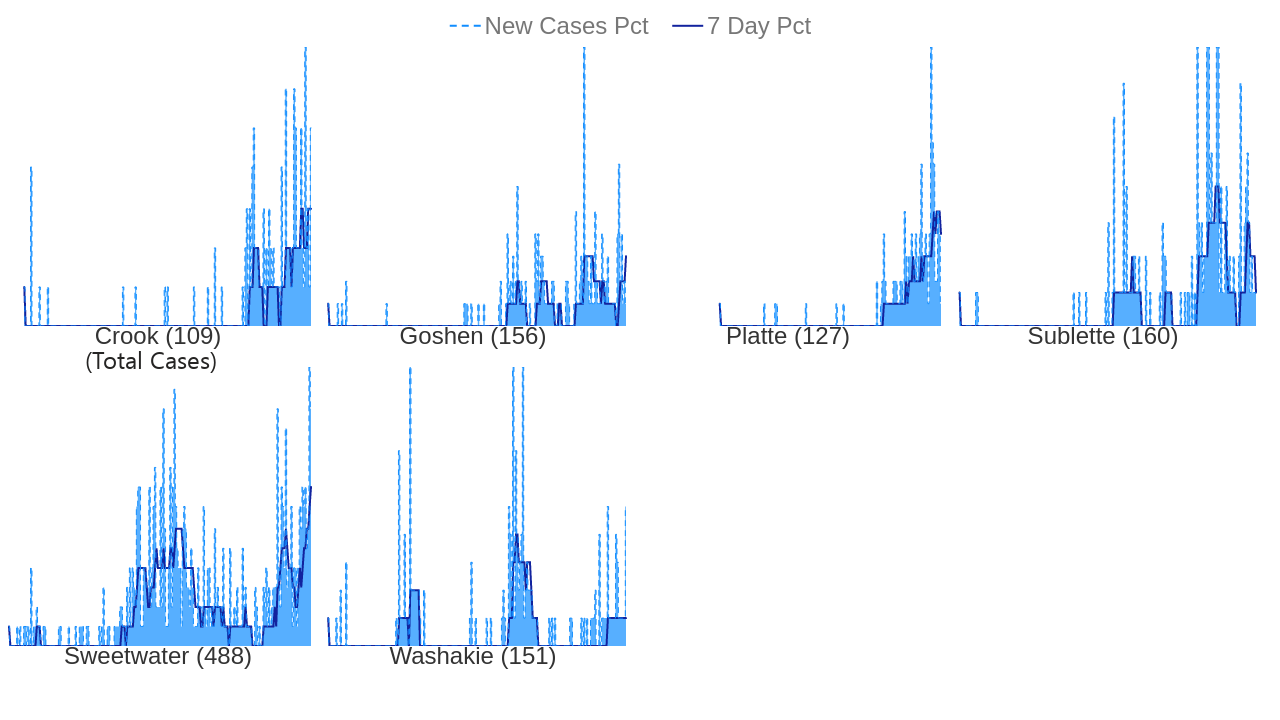 New Cases Pct 7 Day Pct
Crook (109) Goshen (156) Platte (127) Sublette (160)
(Total Cases)
Sweetwater (488) Washakie (151)